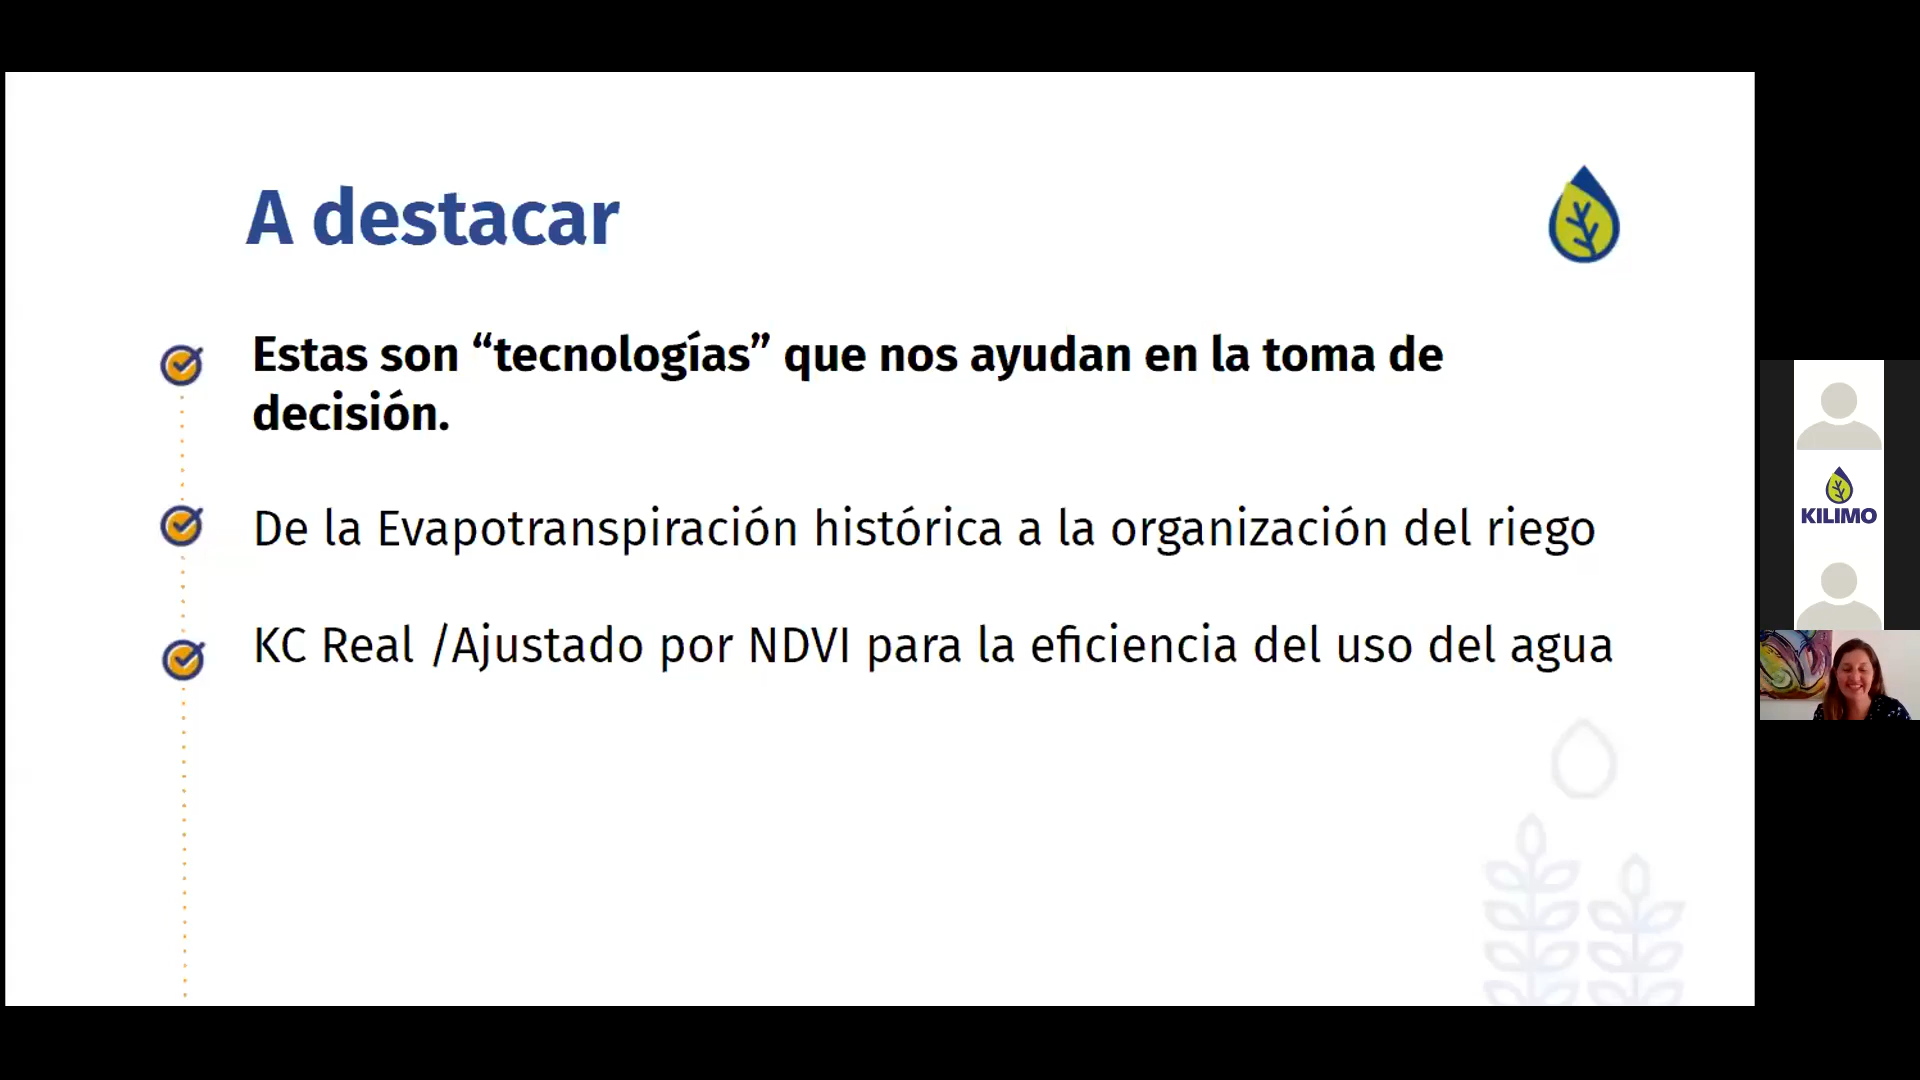 A destacar
Estas son “tecnologías” que nos ayudan en la toma de
decisión.
De la Evapotranspiración histórica a la organización del riego
KC Real /Ajustado por NDVI para la eficiencia del uso del agua
KILIMO